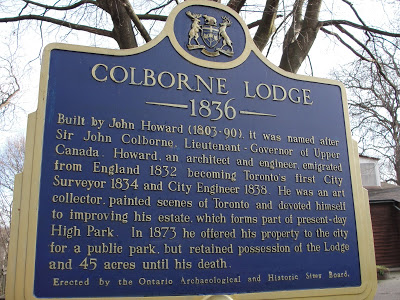 COLBORNE LODGE
1836
Built by John Howard (1803-90), it was named after
Sir John Colborne, Lieutenant-Governor of Upper
Canada. Howard, an architect and engineer, emigrated
from England 1832 becoming Toronto's first City
Surveyor 1834 and City Engineer 1838. He was an art
collector, painted scenes of Toronto and devoted himself
to improving his estate, which forms part of present-day
High Park. In 1873 he offered his property to the city
for a public park, but retained possession of the Lodge
and 45 acres until his death.
Erected by the Ontario Archaeological and Historic Sites Board.